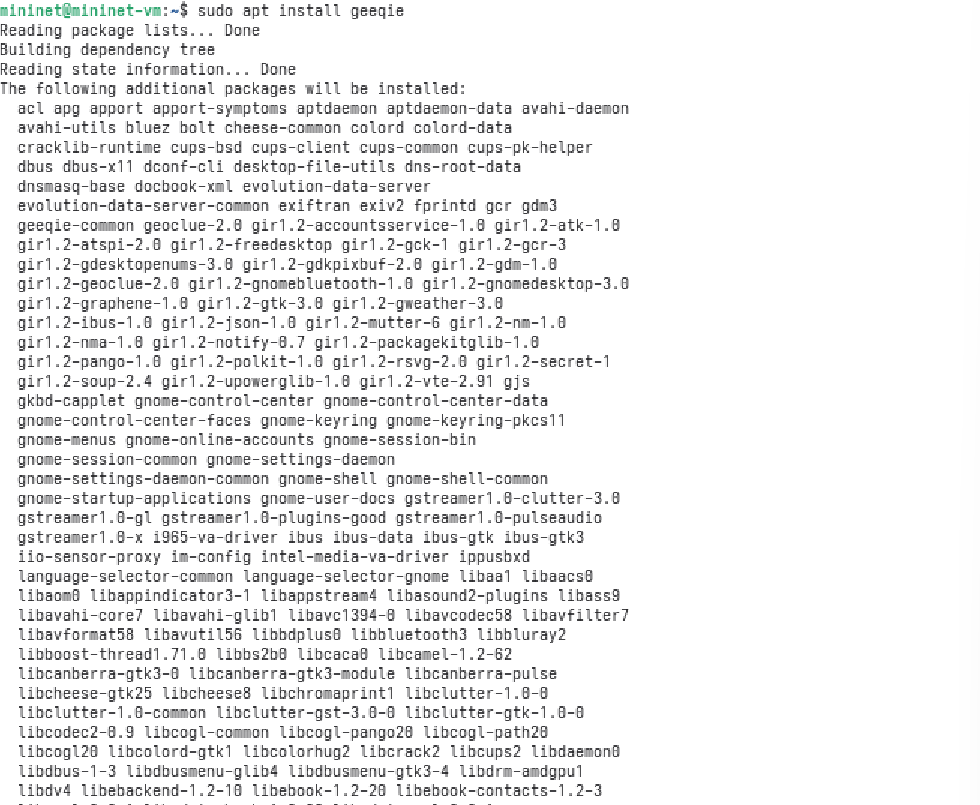 mininet@mininet-vm:~$ sudo apt install geeqie
Reading package lists... Done
Building dependency tree
Reading state information... Done
The following additional packages will be installed:
  acl apg apport apport-symptoms aptdaemon aptdaemon-data avahi-daemon
  avahi-utils bluez bolt cheese-common colord colord-data
  cracklib-runtime cups-bsd cups-client cups-common cups-pk-helper
  dbus dbus-x11 dconf-cli desktop-file-utils dns-root-data
  dnsmasq-base docbook-xml evolution-data-server
  evolution-data-server-common exiftran exiv2 fprintd gcr gdm3
  geeqie-common geoclue-2.0 gir1.2-accountsservice-1.0 gir1.2-atk-1.0
  gir1.2-atspi-2.0 gir1.2-freedesktop gir1.2-gck-1 gir1.2-gcr-3
  gir1.2-gdesktopenums-3.0 gir1.2-gdkpixbuf-2.0 gir1.2-gdm-1.0
  gir1.2-geoclue-2.0 gir1.2-gnomebluetooth-1.0 gir1.2-gnomedesktop-3.0
  gir1.2-graphene-1.0 gir1.2-gtk-3.0 gir1.2-gweather-3.0
  gir1.2-ibus-1.0 gir1.2-json-1.0 gir1.2-mutter-6 gir1.2-nm-1.0
  gir1.2-nma-1.0 gir1.2-notify-0.7 gir1.2-packagekitglib-1.0
  gir1.2-pango-1.0 gir1.2-polkit-1.0 gir1.2-rsvg-2.0 gir1.2-secret-1
  gir1.2-soup-2.4 gir1.2-upowerglib-1.0 gir1.2-vte-2.91 gjs
  gkbd-capplet gnome-control-center gnome-control-center-data
  gnome-control-center-faces gnome-keyring gnome-keyring-pkcs11
  gnome-menus gnome-online-accounts gnome-session-bin
  gnome-session-common gnome-settings-daemon
  gnome-settings-daemon-common gnome-shell gnome-shell-common
  gnome-startup-applications gnome-user-docs gstreamer1.0-clutter-3.0
  gstreamer1.0-gl gstreamer1.0-plugins-good gstreamer1.0-pulseaudio
  gstreamer1.0-x i965-va-driver ibus ibus-data ibus-gtk ibus-gtk3
  iio-sensor-proxy im-config intel-media-va-driver ippusbxd
  language-selector-common language-selector-gnome libaa1 libaacs0
  libaom0 libappindicator3-1 libappstream4 libasound2-plugins libass9
  libavahi-core7 libavahi-glib1 libavc1394-0 libavcodec58 libavfilter7
  libavformat58 libavutil56 libbdplus0 libbluetooth3 libbluray2
  libboost-thread1.71.0 libbs2b0 libcaca0 libcamel-1.2-62
  libcanberra-gtk3-0 libcanberra-gtk3-module libcanberra-pulse
  libcheese-gtk25 libcheese8 libchromaprint1 libclutter-1.0-0
  libclutter-1.0-common libclutter-gst-3.0-0 libclutter-gtk-1.0-0
  libcodec2-0.9 libcogl-common libcogl-pango20 libcogl-path20
  libcogl20 libcolord-gtk1 libcolorhug2 libcrack2 libcups2 libdaemon0
  libdbus-1-3 libdbusmenu-glib4 libdbusmenu-gtk3-4 libdrm-amdgpu1
  libdv4 libebackend-1.2-10 libebook-1.2-20 libebook-contacts-1.2-3